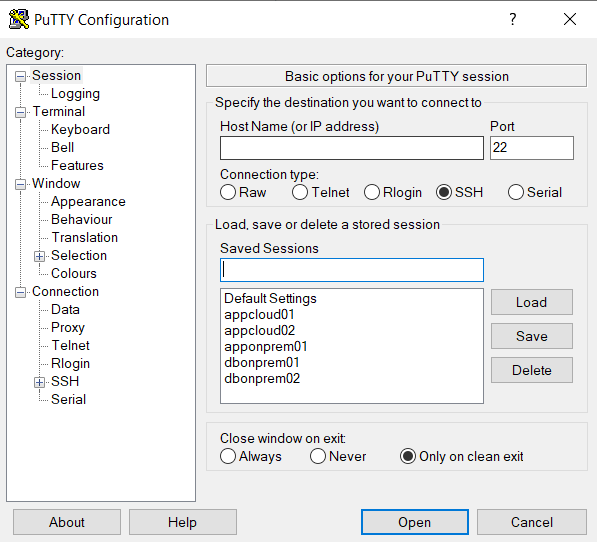 PuTTY Configuration
?
Category:
Session
Logging
Terminal
Keyboard
Bell
Features
Window
Appearance
Behaviour
Translation
Selection
Colours
Connection
Data
Proxy
Telnet
Rlogin
SSH
Serial
Basic options for your PuTTY session
Specify the destination you want to connect to
Host Name (or IP address) Port
22
Connection type:
Raw Telnet Rlogin SSH Serial
Load, save or delete a stored session
Saved Sessions
Default Settings
appcloud01
appcloud02
apponprem01
dbonprem01
dbonprem02
Load
Save
Delete
Close window on exit:
Always Never Only on clean exit
About Help Open Cancel